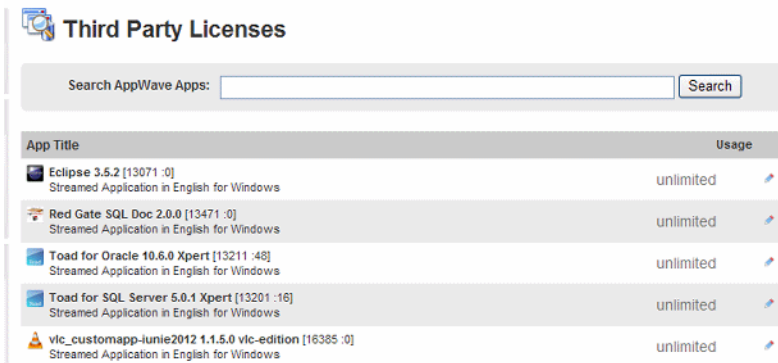 Third Party Licenses
Search AppWave Apps: Search
App Title Usage
Eclipse 3.5.2 [13071 :0]
Streamed Application in English for Windows
unlimited
Red Gate SQL Doc 2.0.0 [13471 :0]
Streamed Application in English for Windows
unlimited
Toad for Oracle 10.6.0 Xpert [13211 :48]
Streamed Application in English for Windows
unlimited
Toad for SQL Server 5.0.1 Xpert [13201 :16]
Streamed Application in English for Windows
unlimited
vlc_customapp-iunie2012 1.1.5.0 vlc-edition [16385 :0]
Streamed Application in English for Windows
unlimited